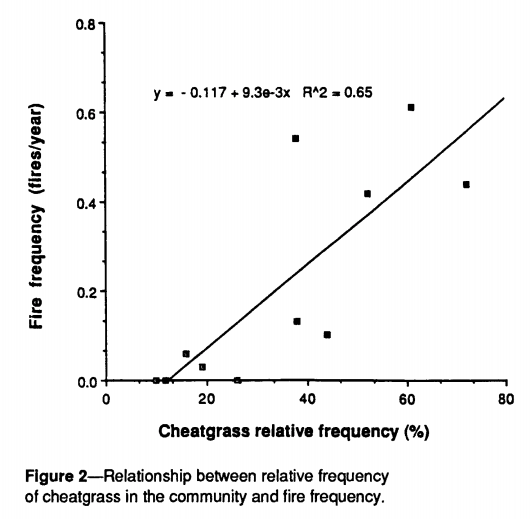 0.8
y = - 0.117 + 9.3e-3x R^2 = 0.65
0.6
0.4
0.2
0.0
Fire frequency (fires/year)
0 20 40 60 80
Cheatgrass relative frequency (%)
Figure 2—Relationship between relative frequency
of cheatgrass in the community and fire frequency.